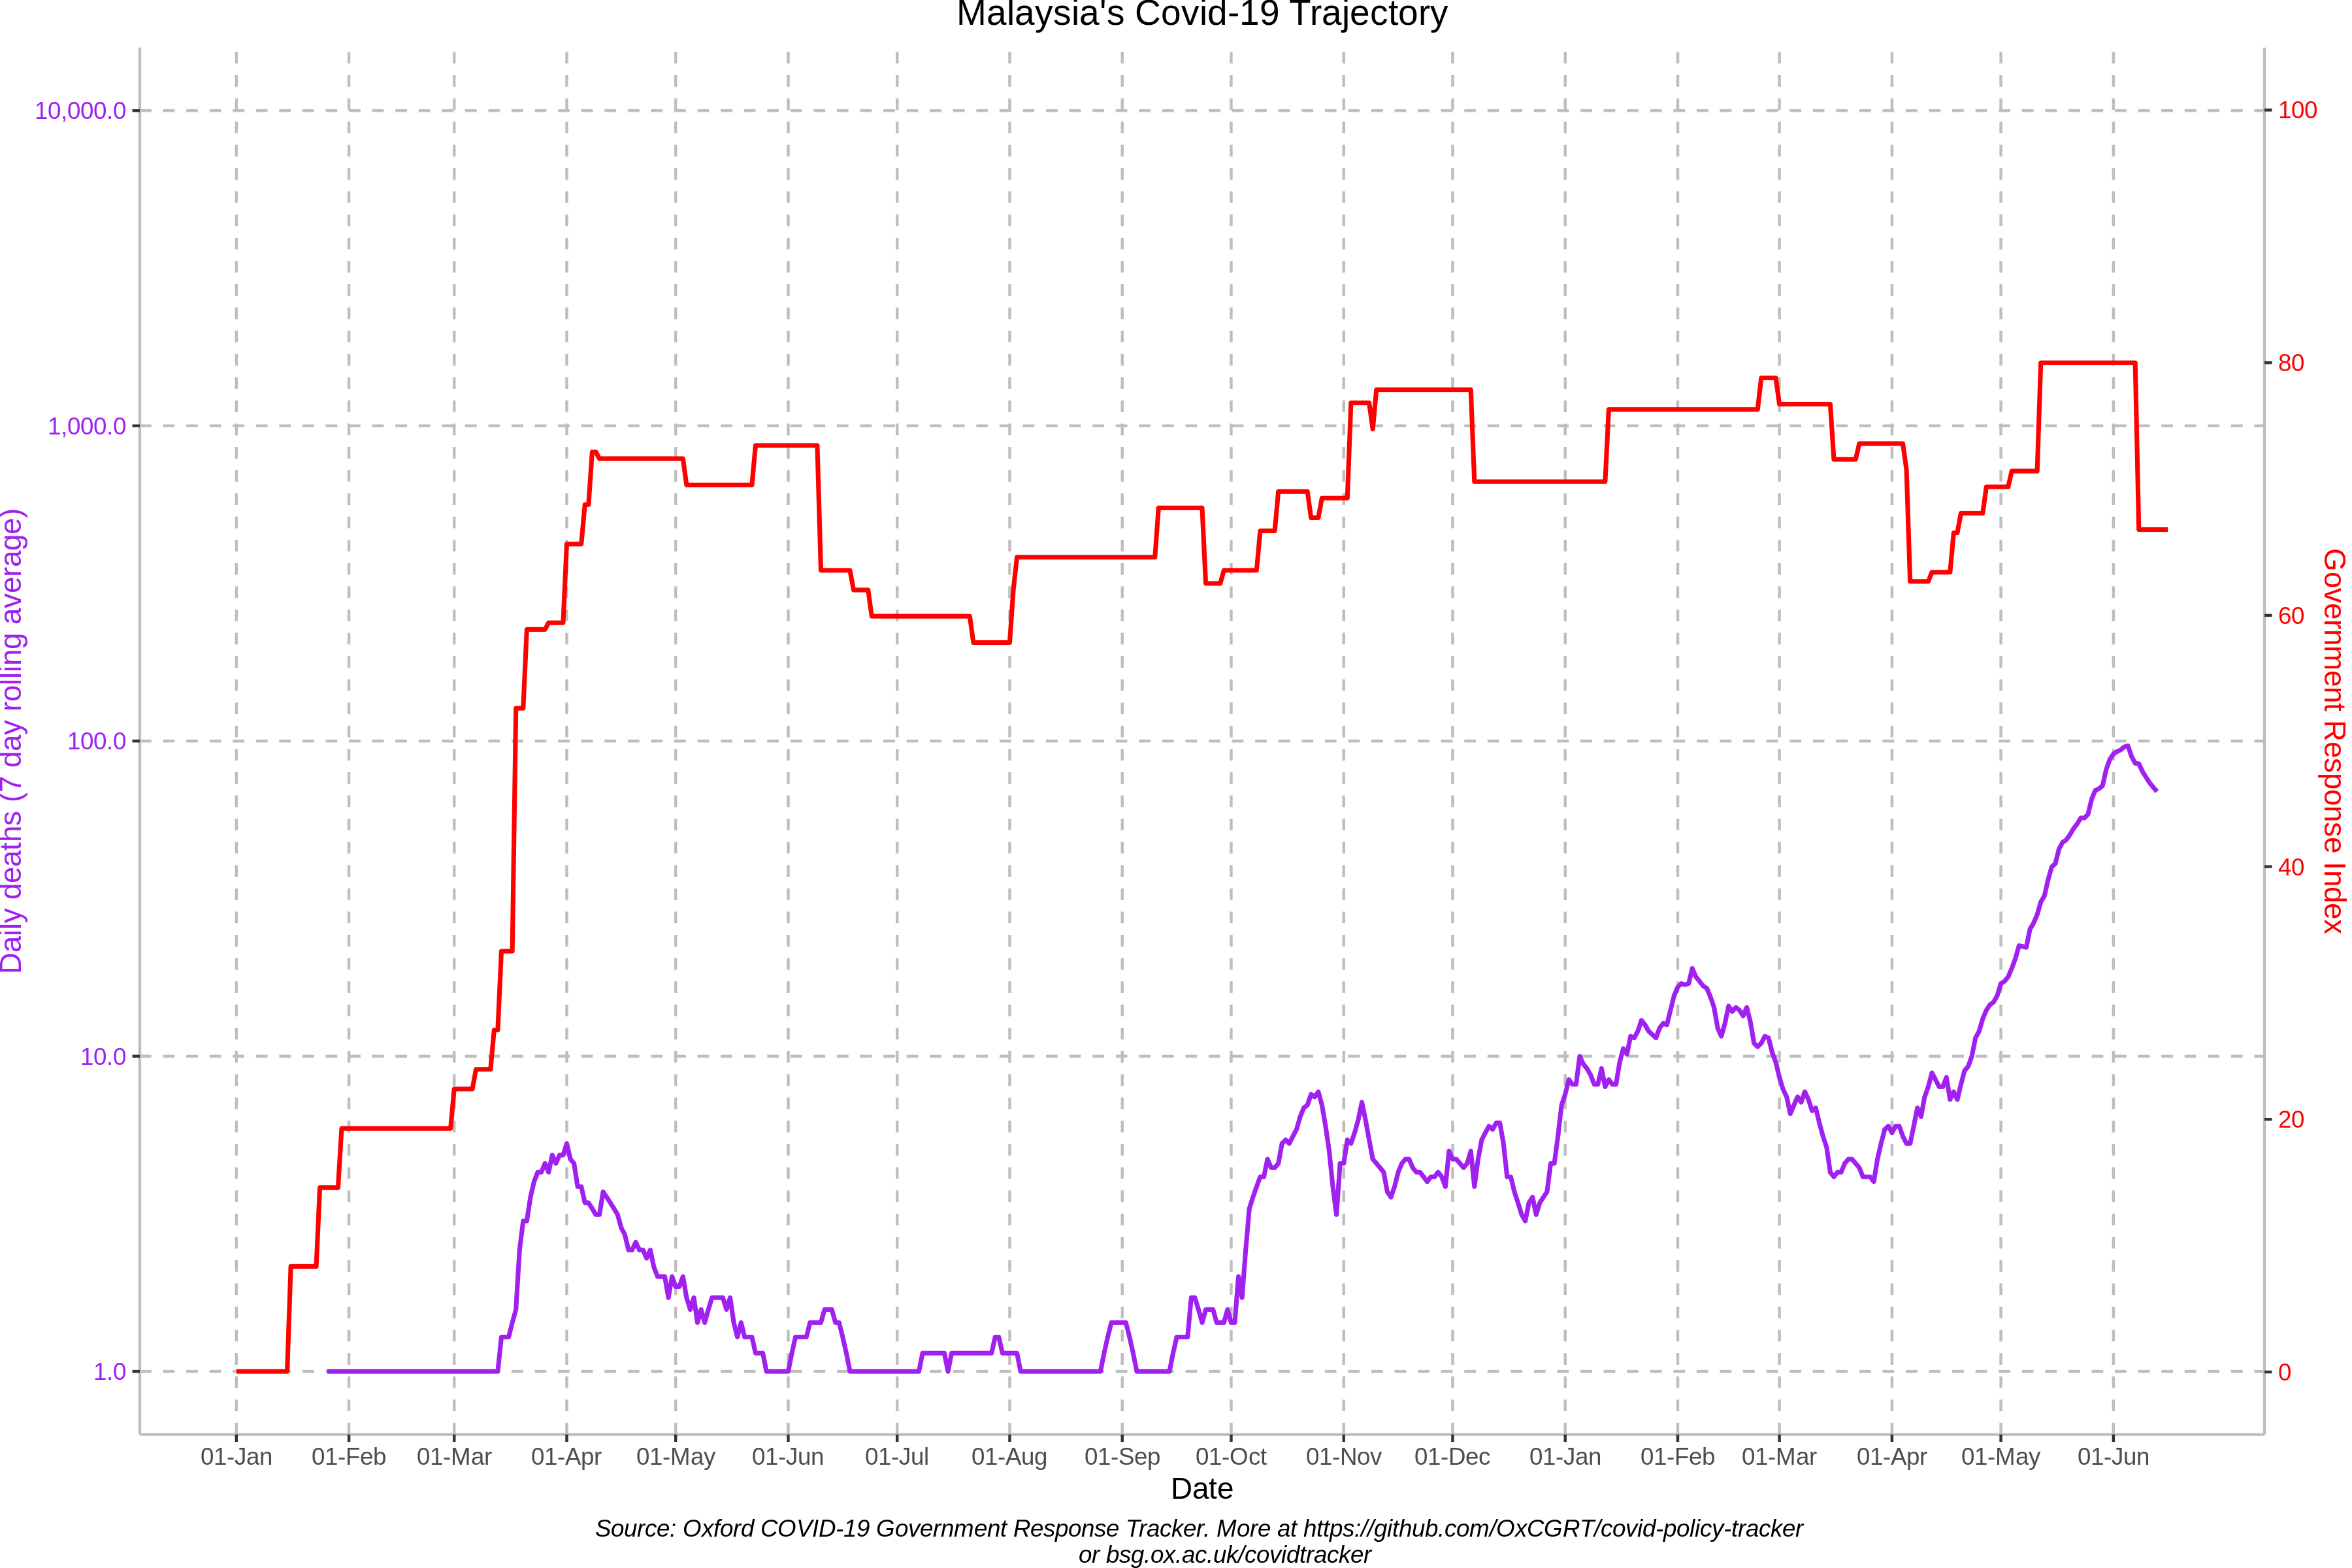 Malaysia's Covid-19 Trajectory
10,000.0
1,000.0
100.0
10.0
1.0
Daily deaths (7 day rolling average)
100
80
60
40
20
0
Government Response Index
01-Jan 01-Feb 01-Mar 01-Apr 01-May 01-Jun 01-Jul 01-Aug 01-Sep 01-Oct 01-Nov 01-Dec 01-Jan 01-Feb 01-Mar 01-Apr 01-May 01-Jun
Date
Source: Oxford COVID-19 Government Response Tracker. More at https://github.com/OxCGRT/covid-policy-tracker
or bsg.ox.ac.uk/covidtracker